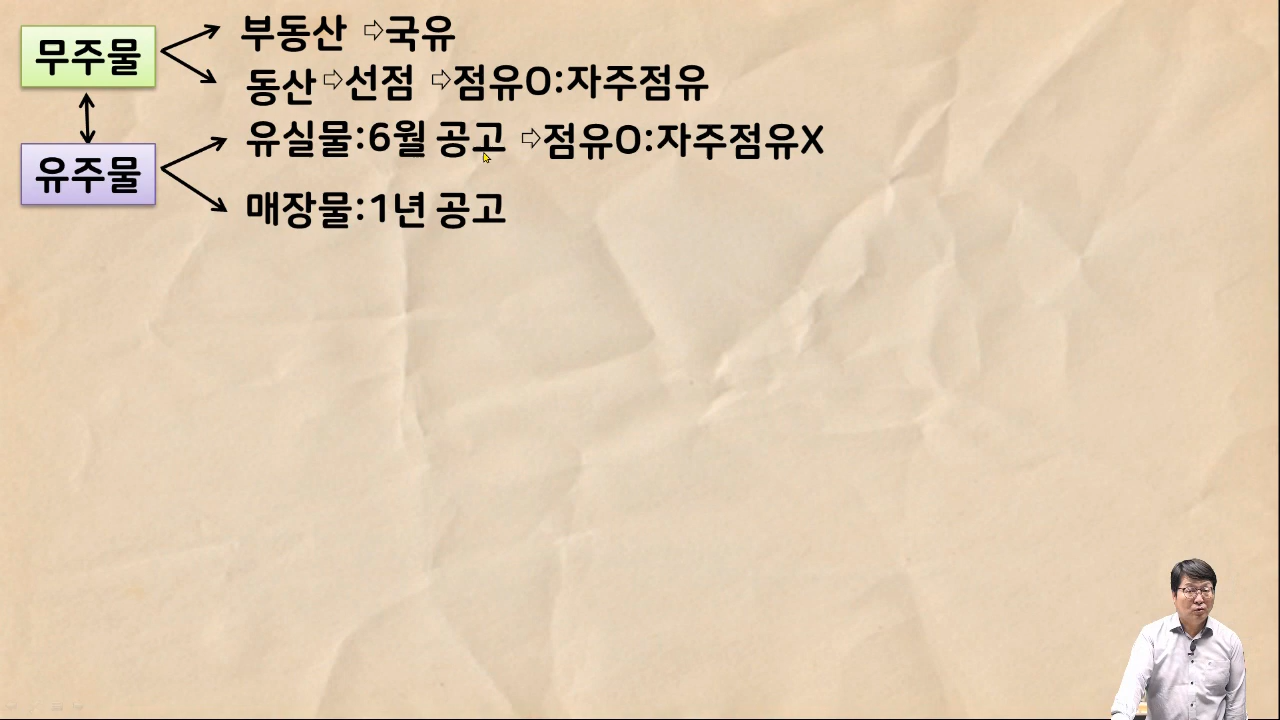 무주물
부동산 ⇨국유
동산⇨선점 ⇨점유O:자주점유
유주물
유실물:6월 공고 ⇨점유O:자주점유X
매장물:1년 공고